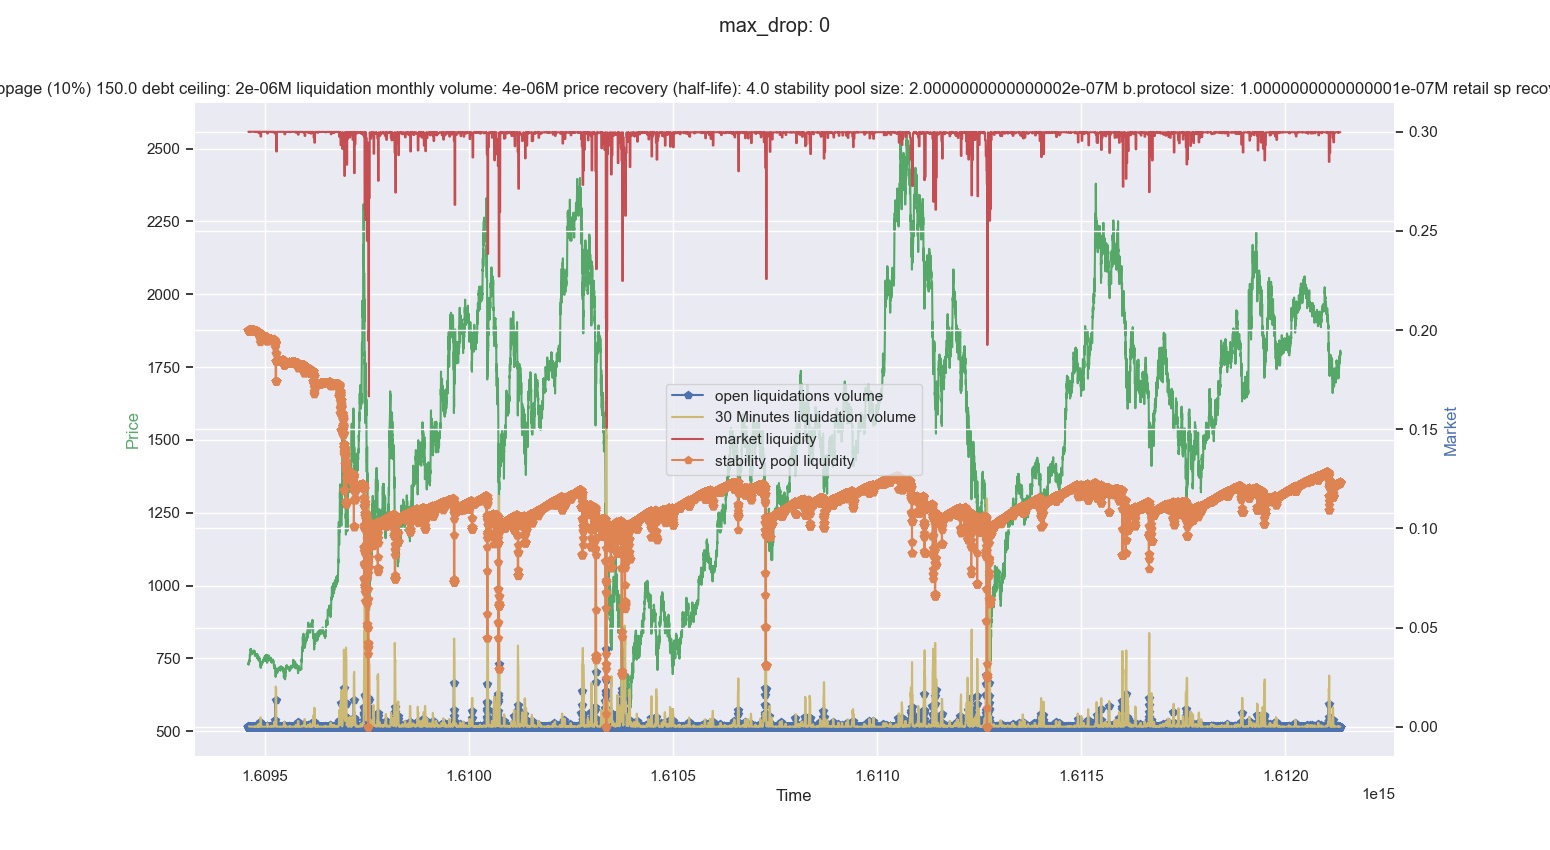 max_drop: 0
(10%) 150.0 debt ceiling: 2e-06M liquidation monthly volume: 4e-06M price recovery (half-life): 4.0 stability pool size: 2.0000000000000002e-07M b.protocol size: 1.0000000000000001e-07M retail sp
2500
2250
2000
1750
1500
1250
1000
750
500
Price
open liquidations volume
30 Minutes liquidation volume
market liquidity
stability pool liquidity
0.30
0.25
0.20
0.15
0.10
0.05
0.00
Market
1.6095
1.6100
1.6105
1.6110
1.6115
1.6120
Time
1e15